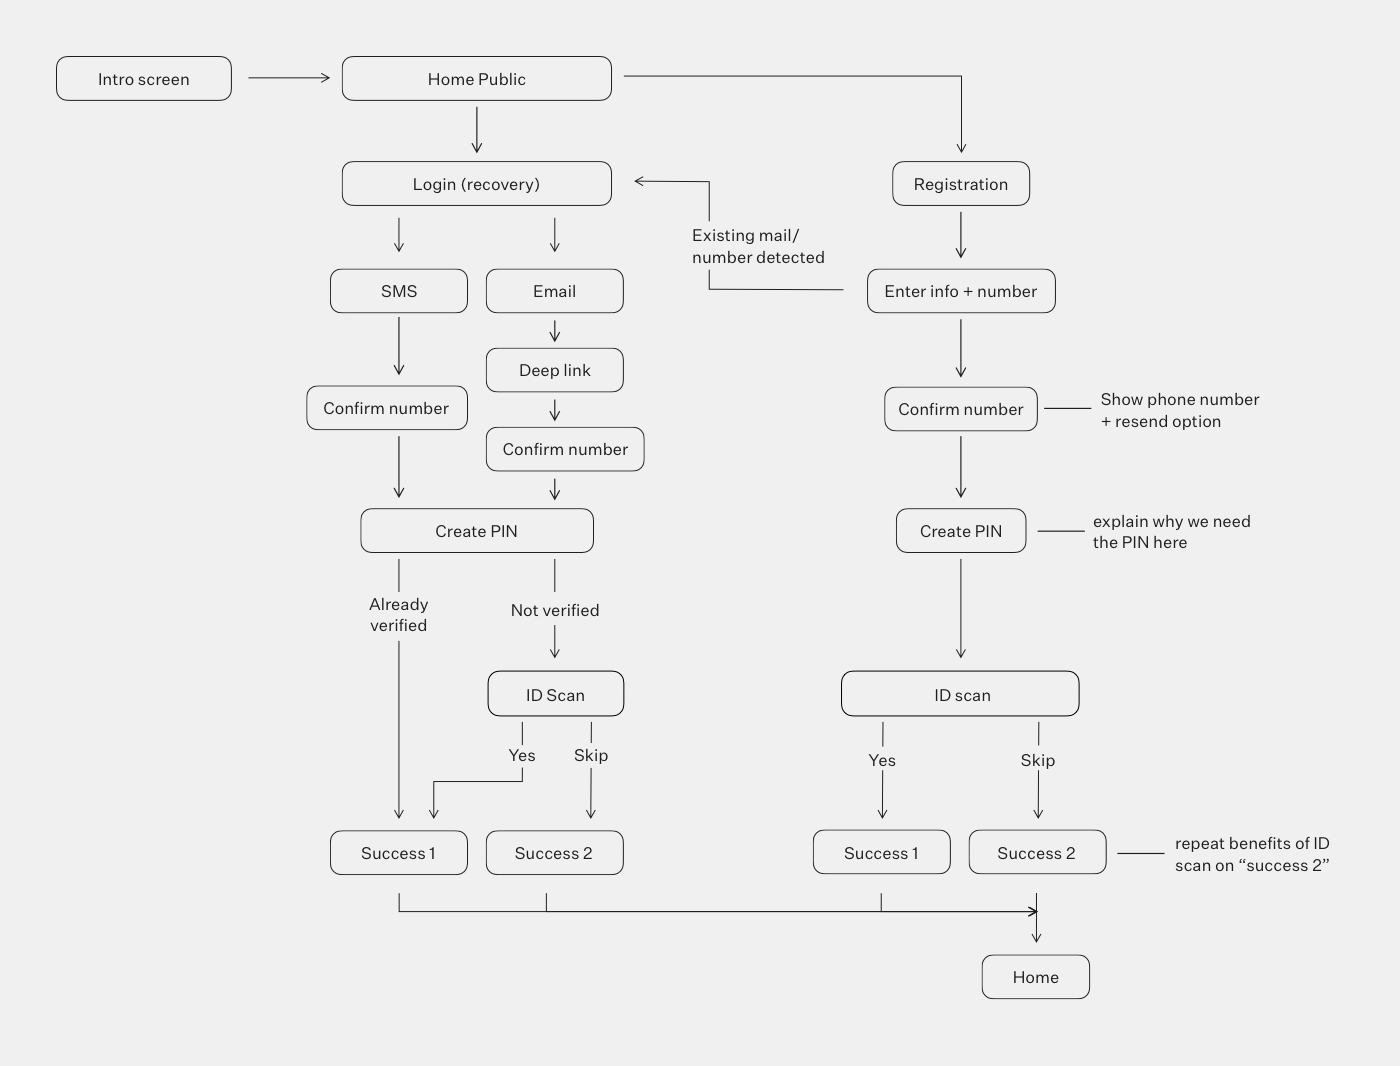 Intro screen
Home Public
Login (recovery)
Registration
Existing mail/
number detected
SMS
Email
Enter info + number
Deep link
Confirm number
Confirm number
Show phone number
+ resend option
Confirm number
Create PIN
Create PIN
explain why we need
the PIN here
Already
verified
Not verified
ID Scan
ID scan
Yes
Skip
Yes
Skip
Success 1
Success 2
Success 1
Success 2
repeat benefits of ID
scan on “success 2”
Home